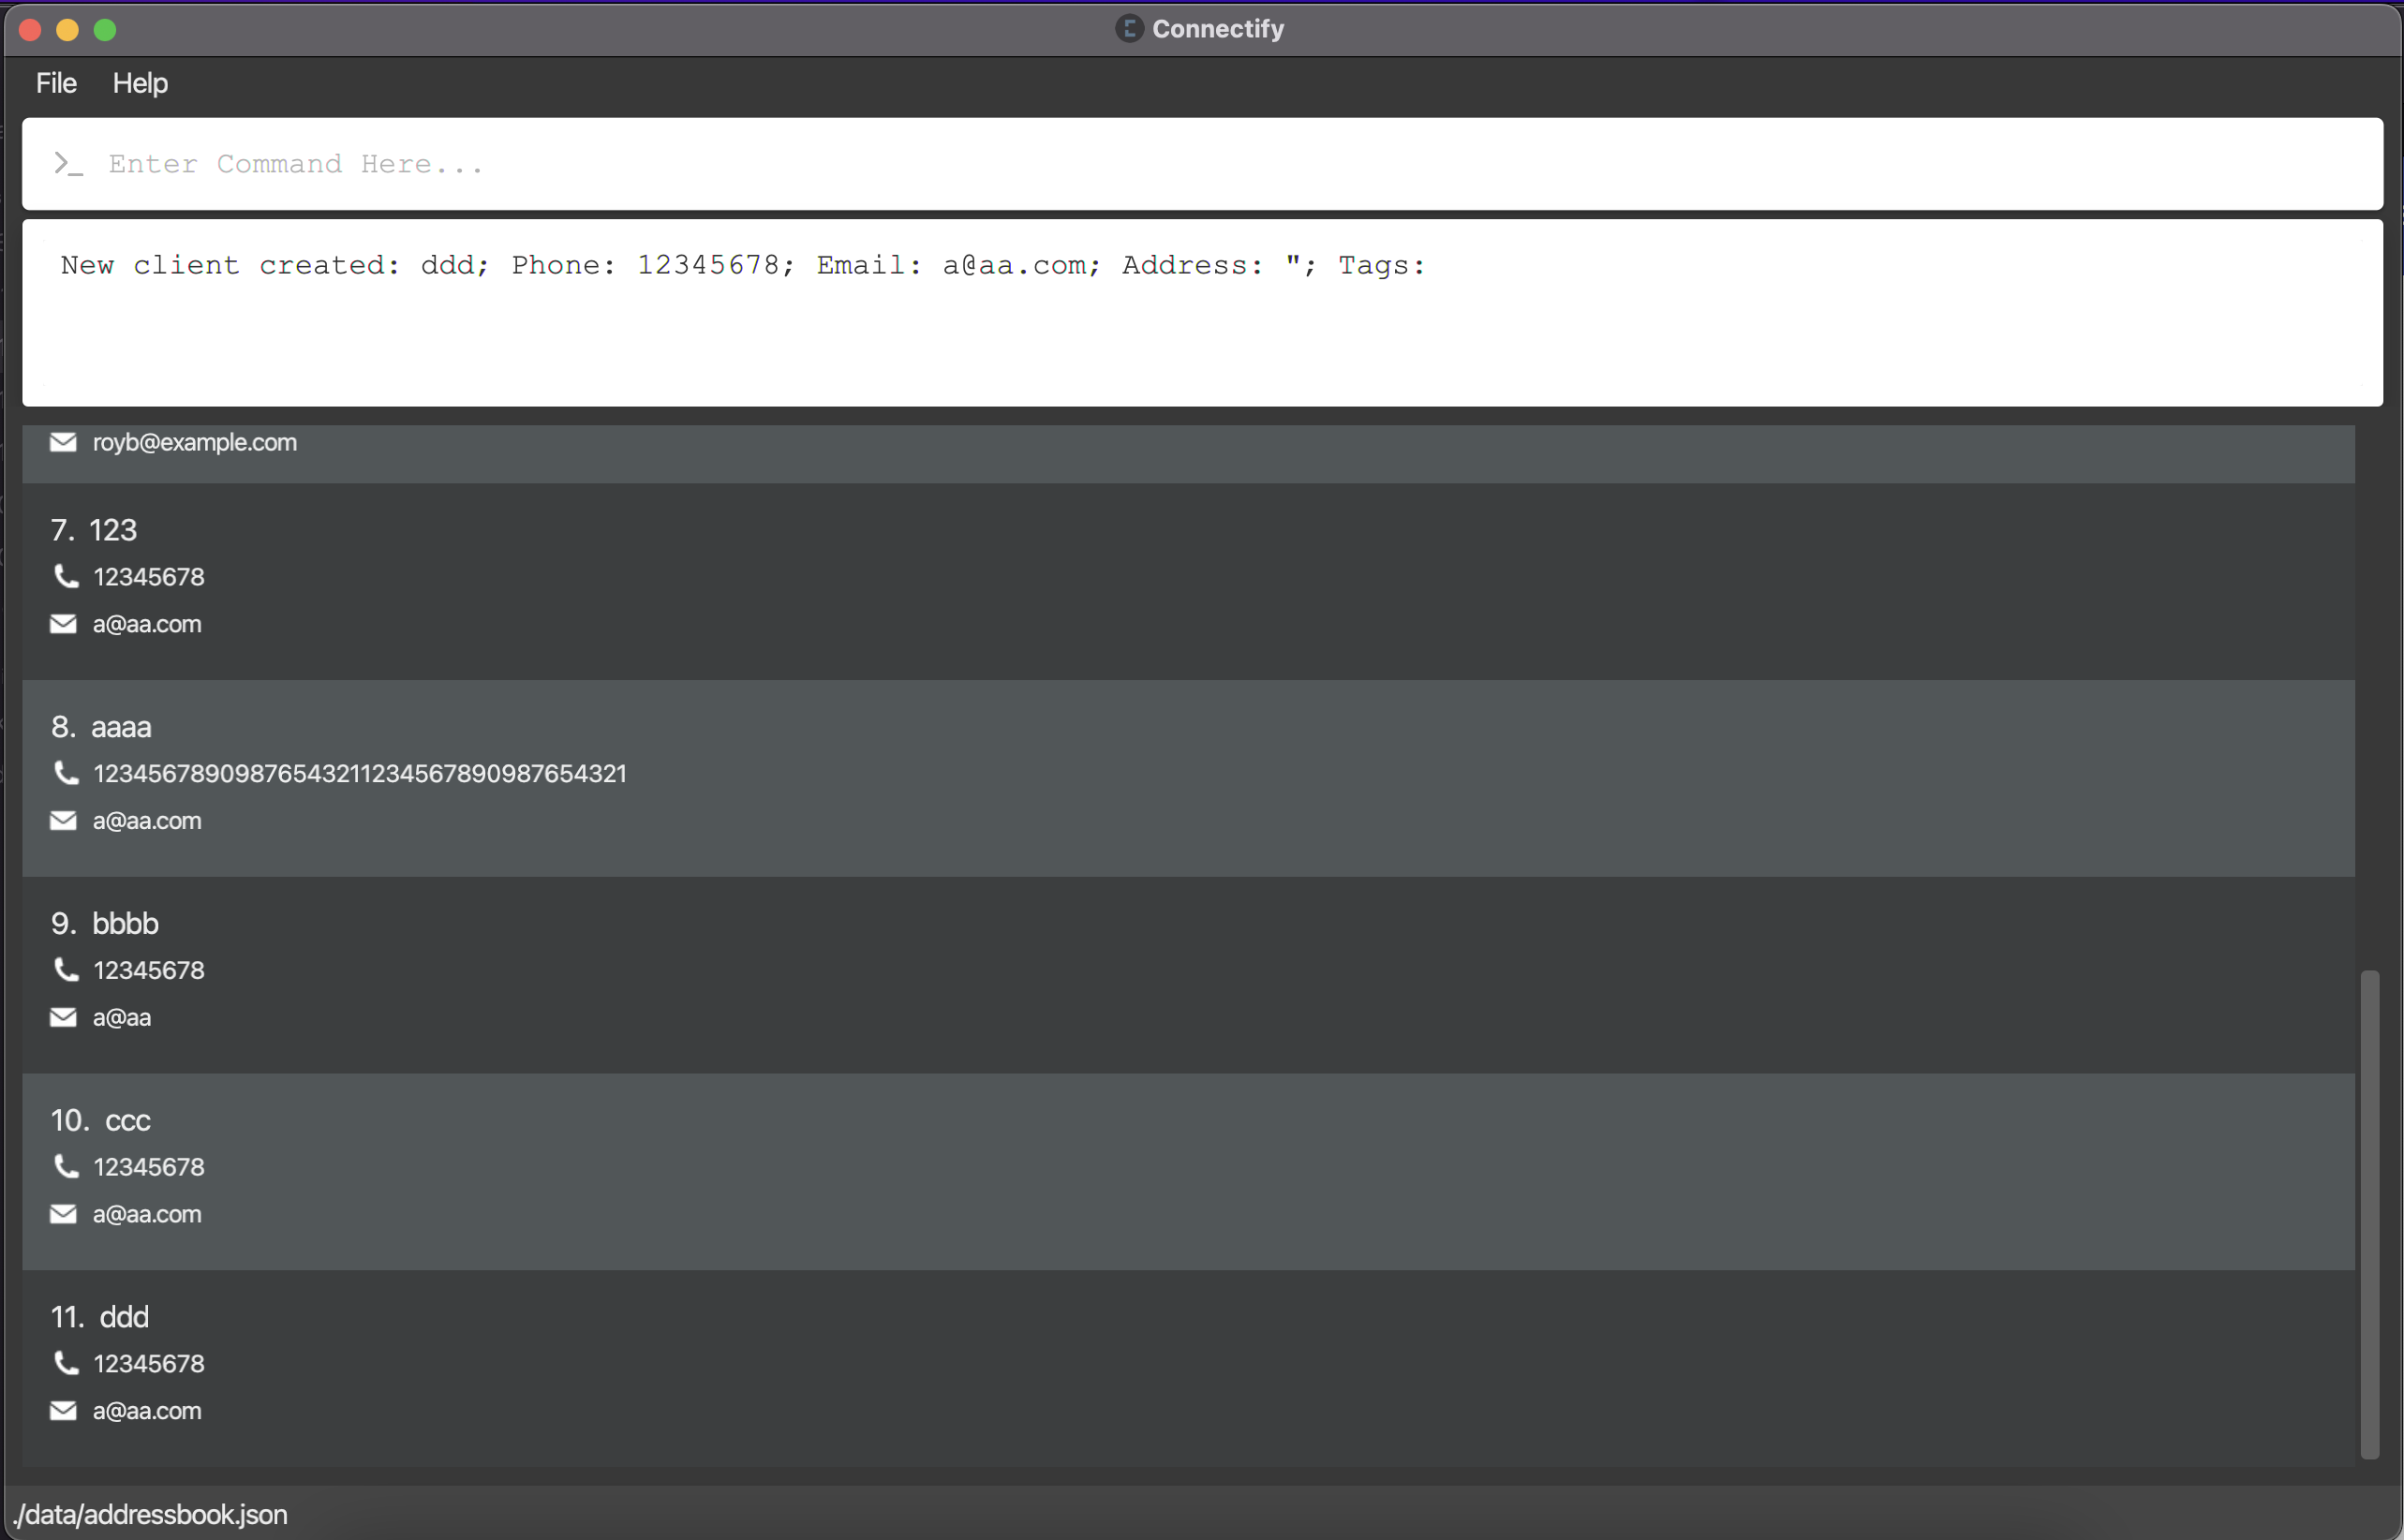 Connectify
File Help
>_ Enter Command Here...
New client created: ddd; Phone: 12345678; Email: a@aa.com; Address: "; Tags:
royb@example.com
7. 123
12345678
a@aa.com
8. aaaa
12345678909876543211234567890987654321
a@aa.com
9. bbbb
12345678
a@aa
10. ccc
12345678
a@aa.com
11. ddd
12345678
a@aa.com
./data/addressbook.json